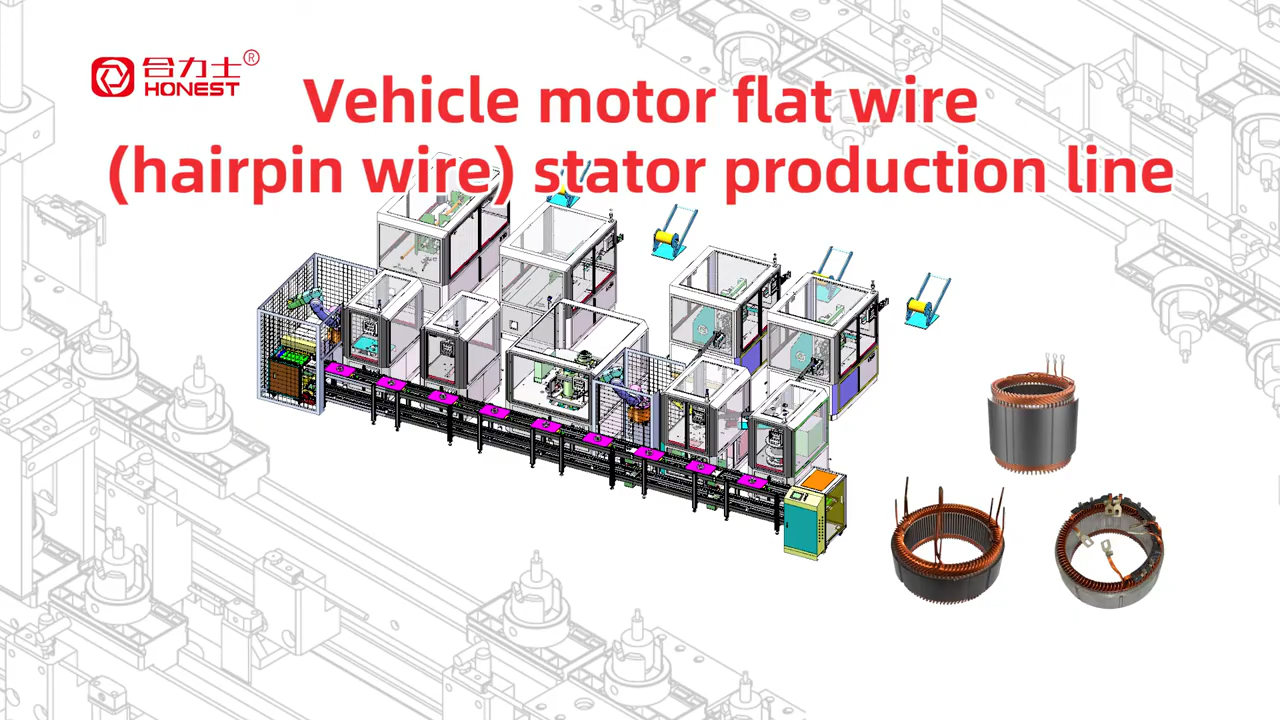 合力士®
HONEST
Vehicle motor flat wire
(hairpin wire) stator production line